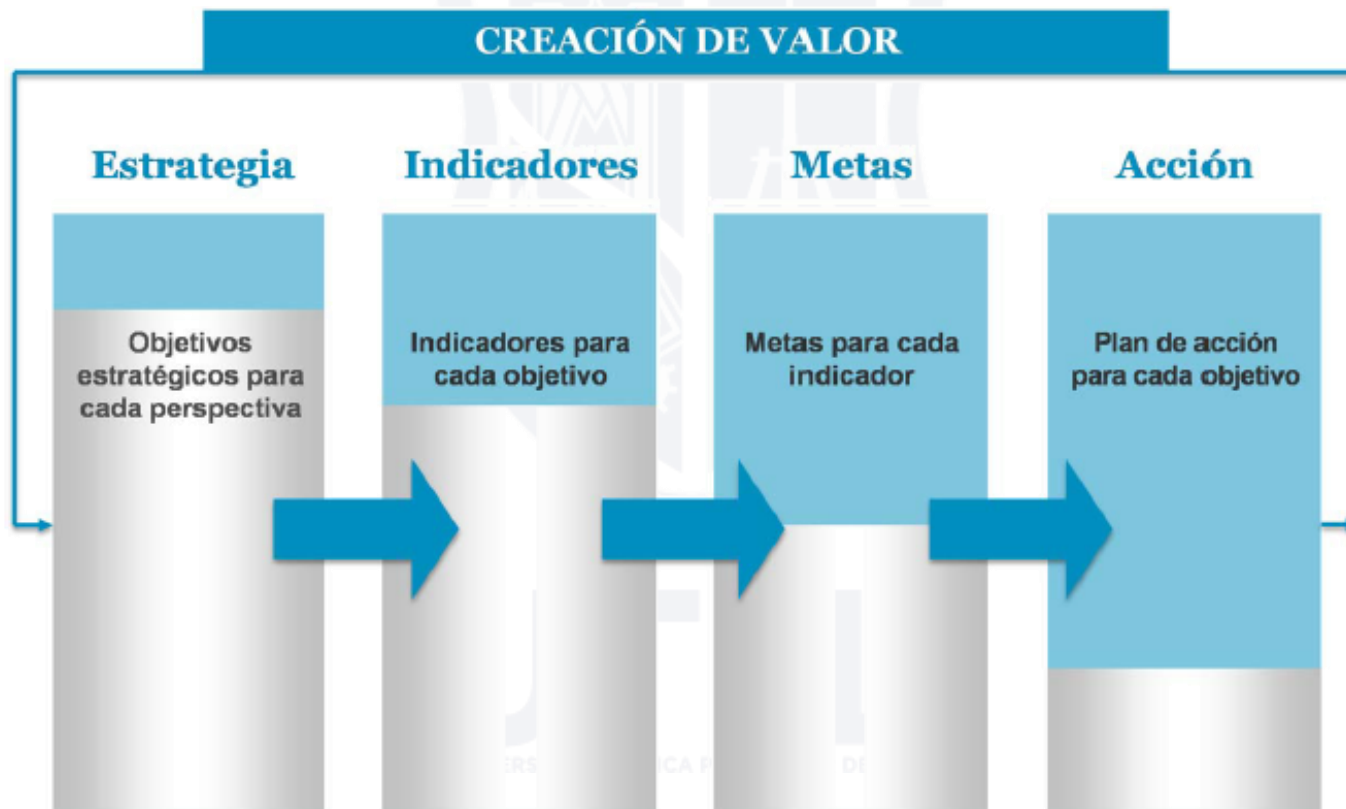 CREACIÓN DE VALOR
Estrategia
Indicadores
Metas
Acción
Objetivos
estratégicos para
cada perspectiva
Indicadores para
cada objetivo
Metas para cada
indicador
Plan de acción
para cada objetivo